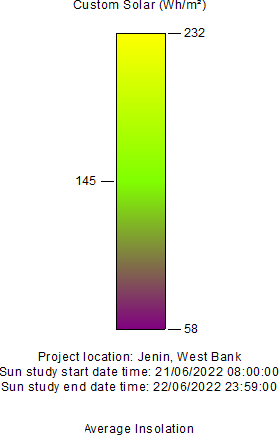 Custom Solar (Wh/m²)
232
145
58
Project location: Jenin, West Bank
Sun study start date time: 21/06/2022 08:00:00
Sun study end date time: 22/06/2022 23:59:00
Average Insolation